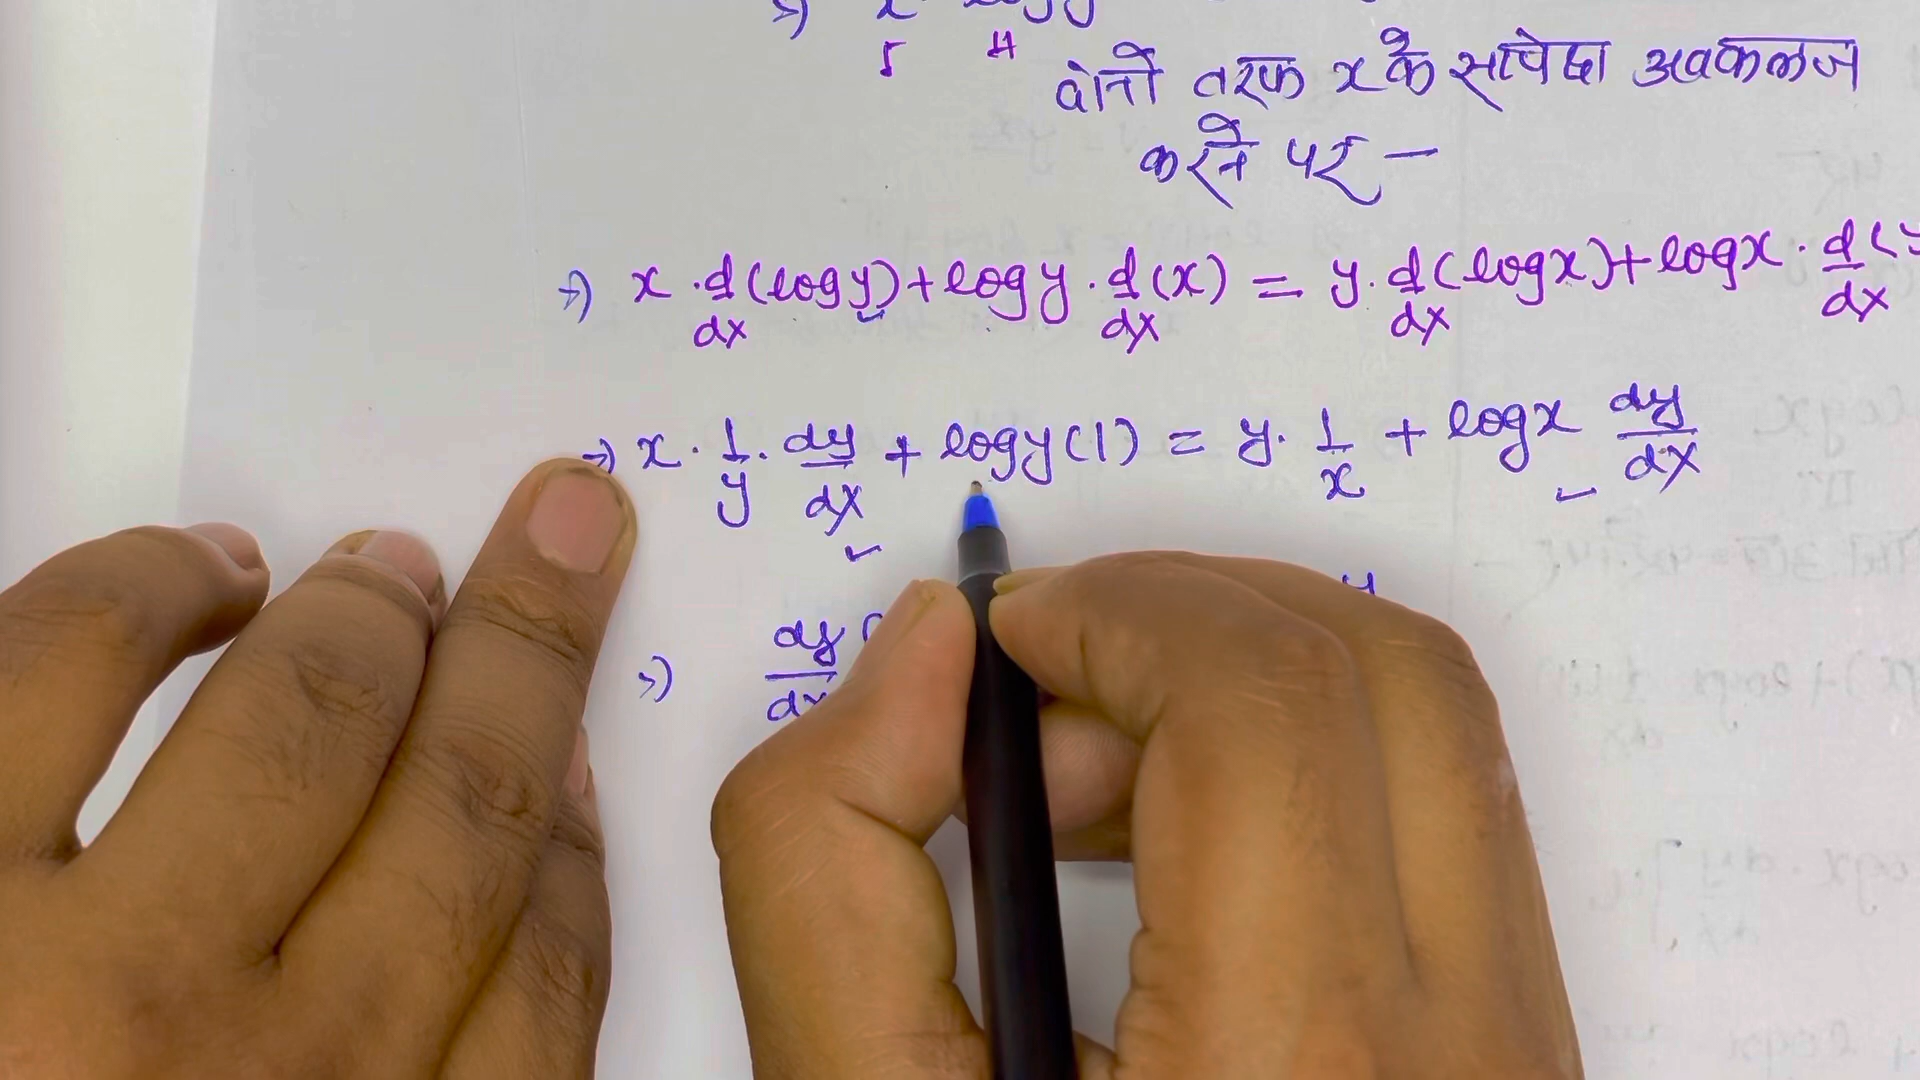 दोनों तरफ x के सापेक्ष अवकलज
करने पर —
⇒ x · d/dx (log y) + log y · d/dx (x) = y · d/dx (log x) + log x · d/dx (
⇒ x · 1/y · dy/dx + log y (1) = y · 1/x + log x dy/dx
⇒ dy/dx